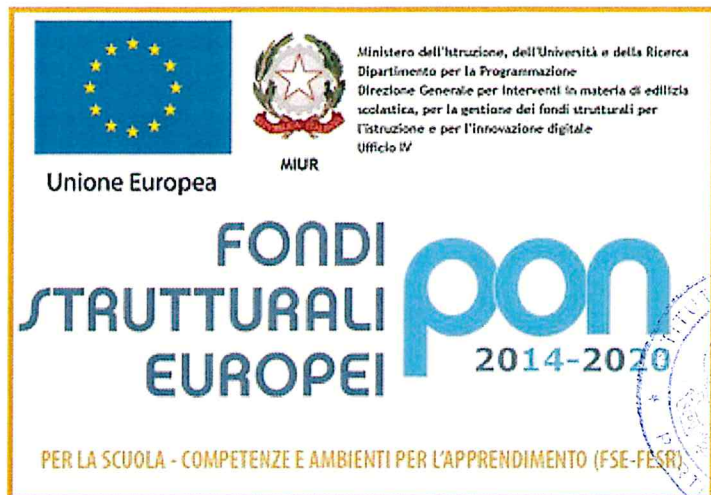 Ministero dell'Istruzione, dell'Università e della Ricerca
Dipartimento per la Programmazione
Direzione Generale per interventi in materia di edilizia
scolastica, per la gestione dei fondi strutturali per
l'istruzione e per l'innovazione digitale
Ufficio IV
MIUR
Unione Europea
FONDI
STRUTTURALI
EUROPEI
pon
2014-2020
PER LA SCUOLA - COMPETENZE E AMBIENTI PER L'APPRENDIMENTO (FSE-FESR)